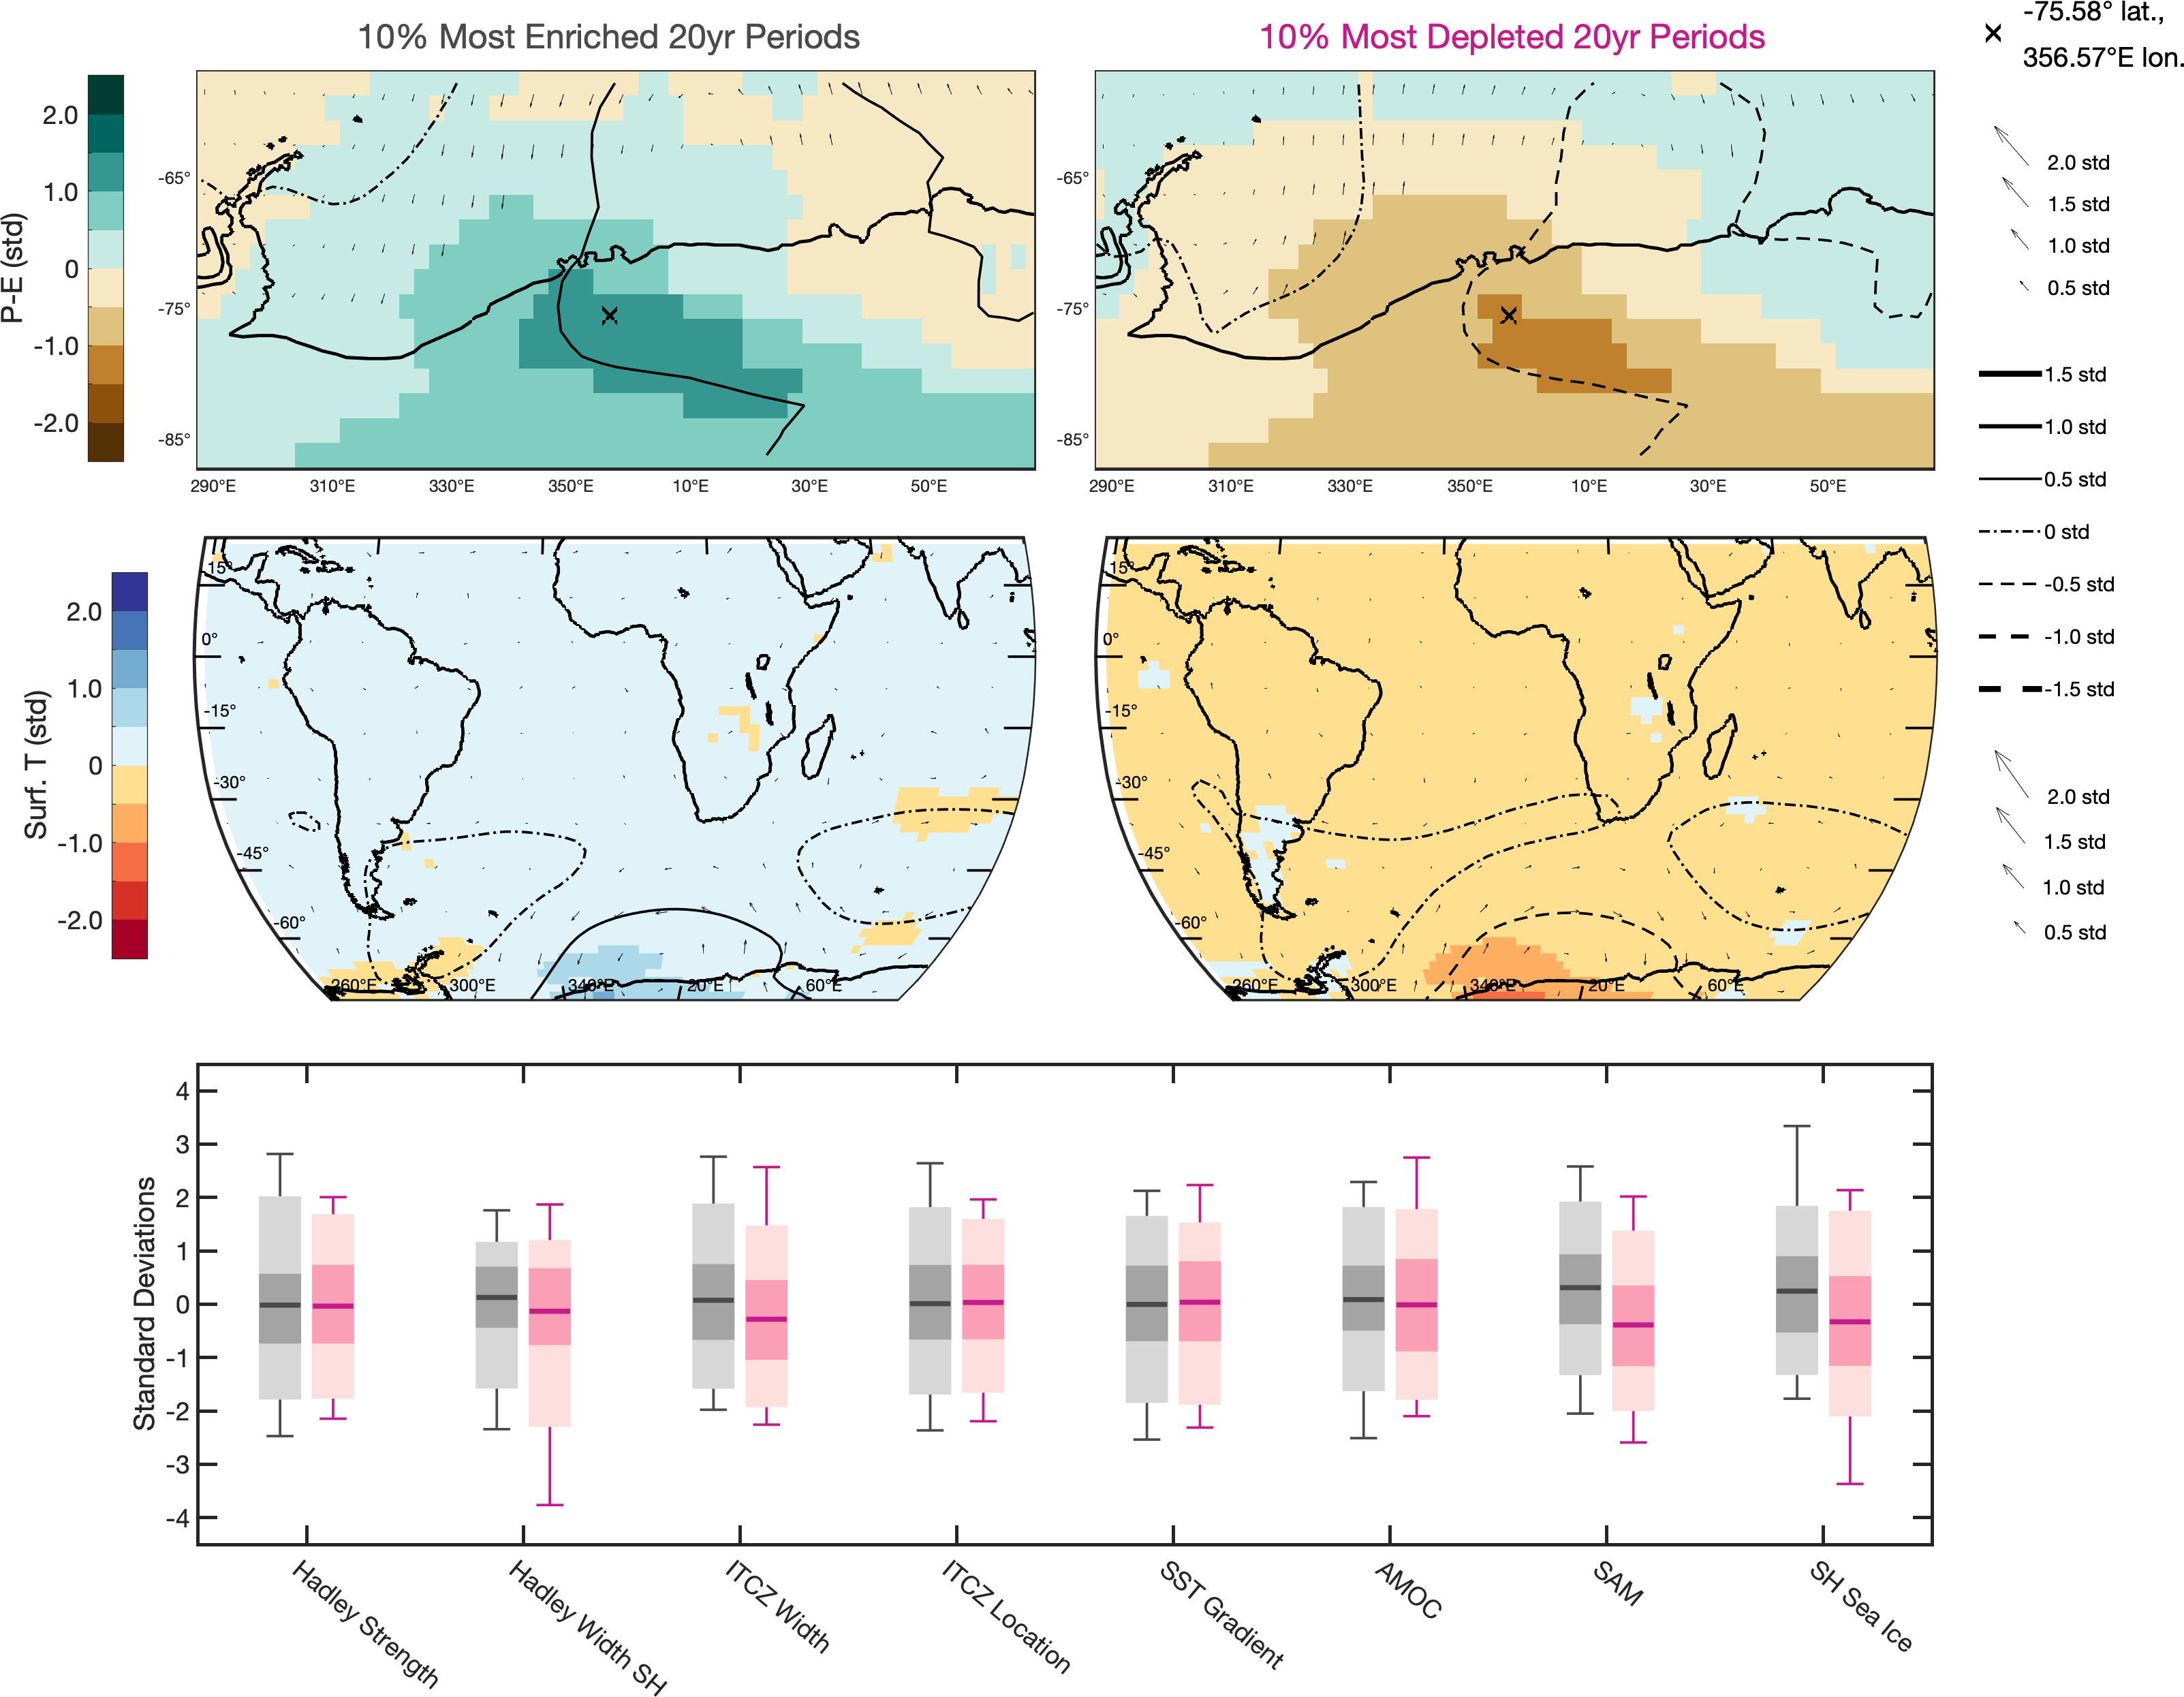 10% Most Enriched 20yr Periods
10% Most Depleted 20yr Periods
-75.58° lat.,
356.57°E lon.
P-E (std)
2.0
1.0
0
-1.0
-2.0
-65°
-75°
-85°
290°E 310°E 330°E 350°E 10°E 30°E 50°E
-65°
-75°
-85°
290°E 310°E 330°E 350°E 10°E 30°E 50°E
2.0 std
1.5 std
1.0 std
0.5 std
1.5 std
1.0 std
0.5 std
0 std
-0.5 std
-1.0 std
-1.5 std
Surf. T (std)
2.0
1.0
0
-1.0
-2.0
15°
0°
-15°
-30°
-45°
-60°
260°E 300°E 340°E 20°E 60°E
15°
0°
-15°
-30°
-45°
-60°
260°E 300°E 340°E 20°E 60°E
2.0 std
1.5 std
1.0 std
0.5 std
Standard Deviations
4
3
2
1
0
-1
-2
-3
-4
Hadley Strength
Hadley Width SH
ITCZ Width
ITCZ Location
SST Gradient
AMOC
SAM
SH Sea Ice